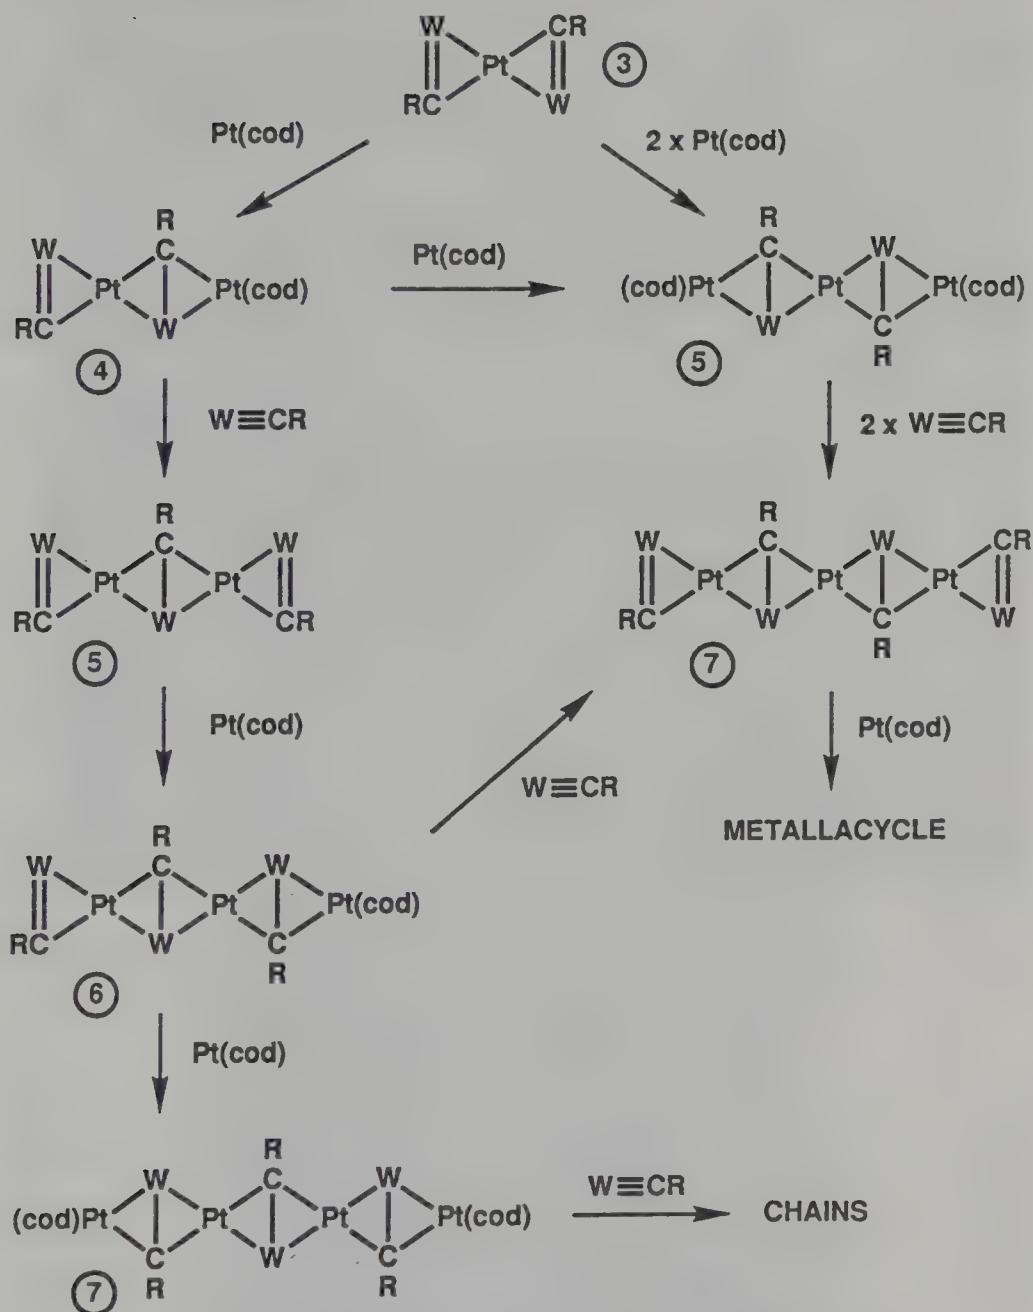 W CR
Pt ③
RC W
Pt(cod) 2 x Pt(cod)
R R
W C Pt(cod) C W
Pt Pt(cod) (cod)Pt Pt Pt(cod)
RC W W C
④ ⑤ R
W≡CR 2 x W≡CR
R R
W C W W C W CR
Pt Pt Pt Pt Pt
RC W CR RC W C W
⑤ ⑦ R
Pt(cod) Pt(cod)
W≡CR
R METALLACYCLE
W C W
Pt Pt Pt(cod)
RC W C
⑥ R
Pt(cod)
R
W C W W≡CR
(cod)Pt Pt Pt Pt(cod) CHAINS
C W C
⑦ R R